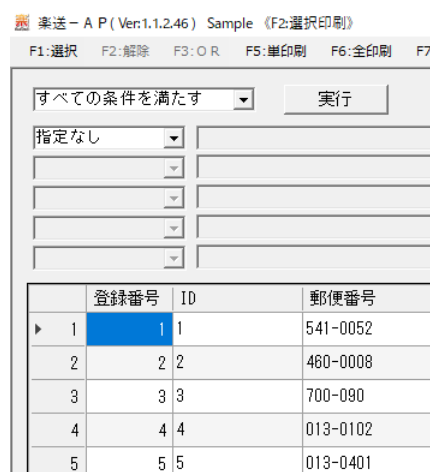 楽送－ＡＰ( Ver:1.1.2.46) Sample 《F2:選択印刷》
F1:選択 F2:解除 F3:ＯＲ F5:単印刷 F6:全印刷 F7
すべての条件を満たす 実行
指定なし
登録番号 ID 郵便番号
1 1 1 541-0052
2 2 2 460-0008
3 3 3 700-090
4 4 4 013-0102
5 5 5 013-0401